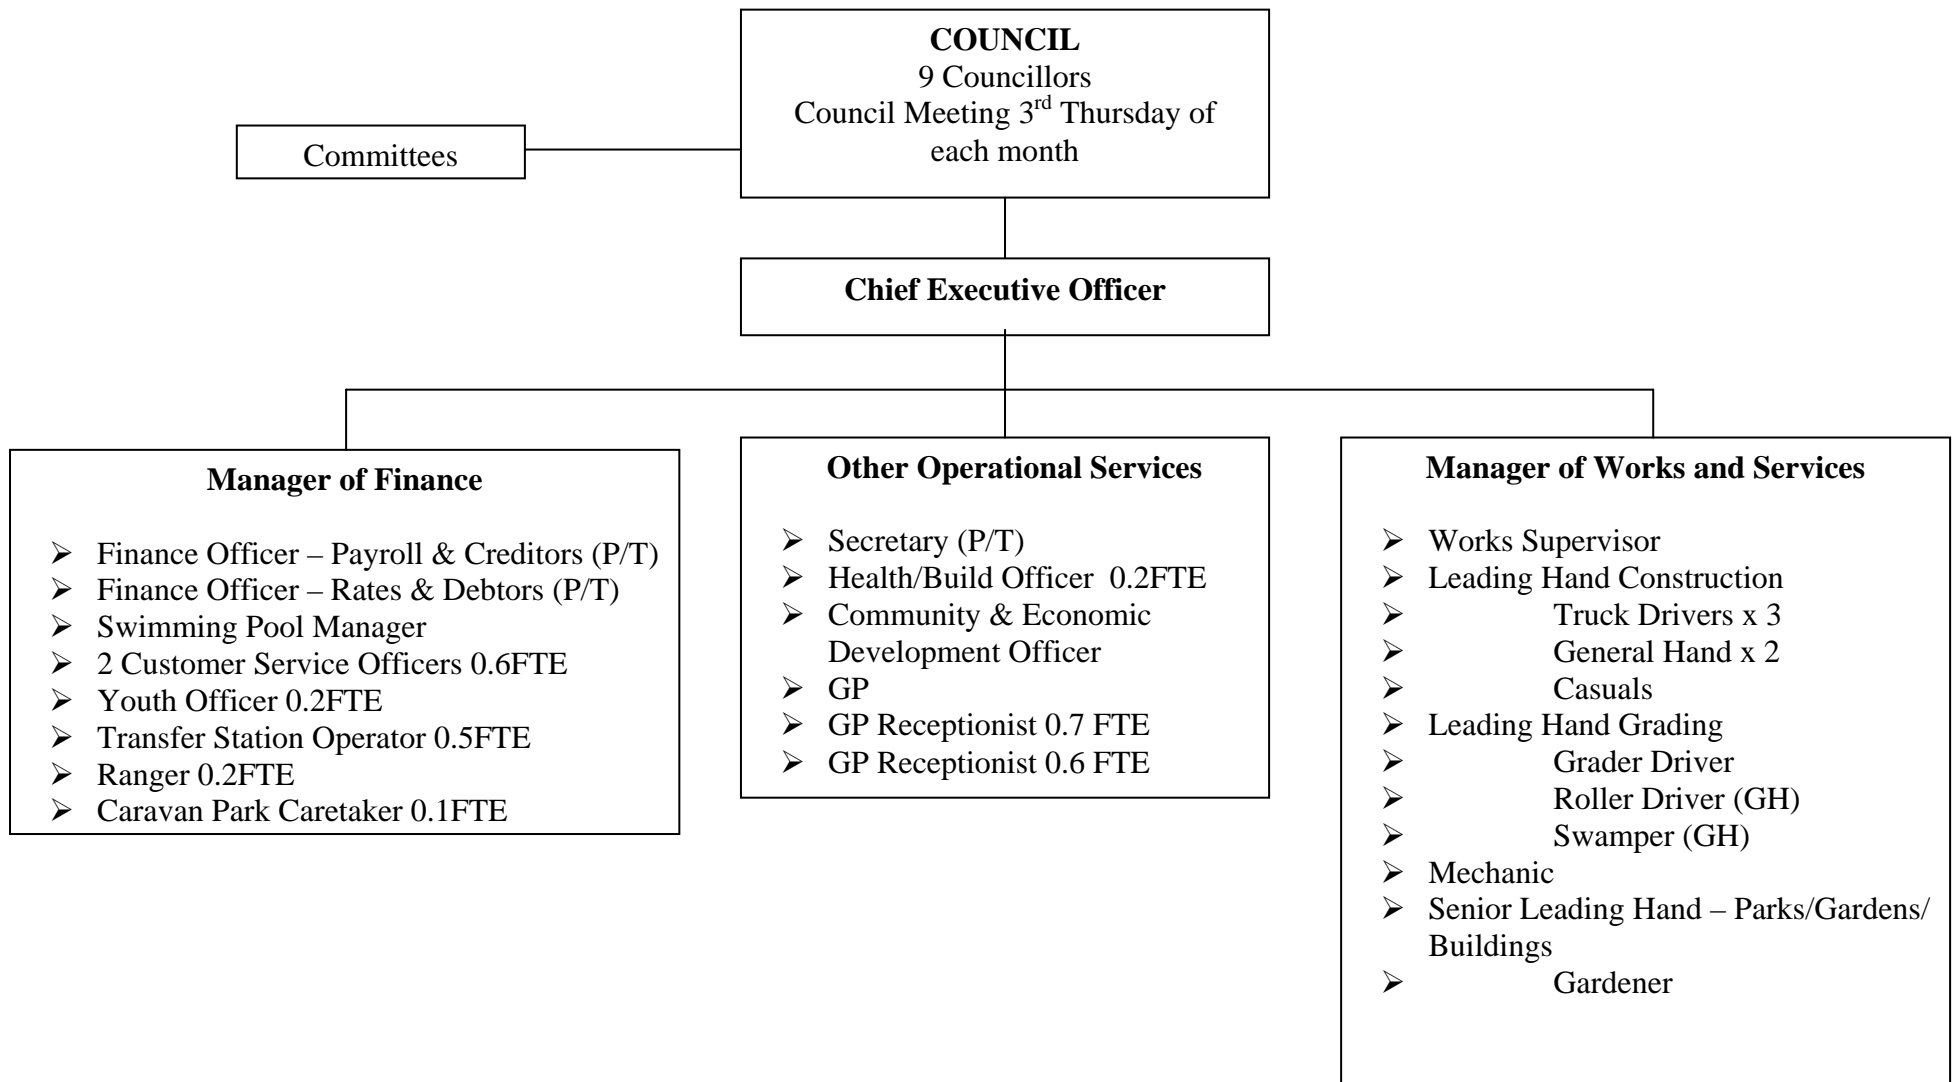 COUNCIL
9 Councillors
Council Meeting 3rd Thursday of
each month
Committees
Chief Executive Officer
Manager of Finance
➢ Finance Officer – Payroll & Creditors (P/T)
➢ Finance Officer – Rates & Debtors (P/T)
➢ Swimming Pool Manager
➢ 2 Customer Service Officers 0.6FTE
➢ Youth Officer 0.2FTE
➢ Transfer Station Operator 0.5FTE
➢ Ranger 0.2FTE
➢ Caravan Park Caretaker 0.1FTE
Other Operational Services
➢ Secretary (P/T)
➢ Health/Build Officer 0.2FTE
➢ Community & Economic
Development Officer
➢ GP
➢ GP Receptionist 0.7 FTE
➢ GP Receptionist 0.6 FTE
Manager of Works and Services
➢ Works Supervisor
➢ Leading Hand Construction
➢ Truck Drivers x 3
➢ General Hand x 2
➢ Casuals
➢ Leading Hand Grading
➢ Grader Driver
➢ Roller Driver (GH)
➢ Swamper (GH)
➢ Mechanic
➢ Senior Leading Hand – Parks/Gardens/
Buildings
➢ Gardener